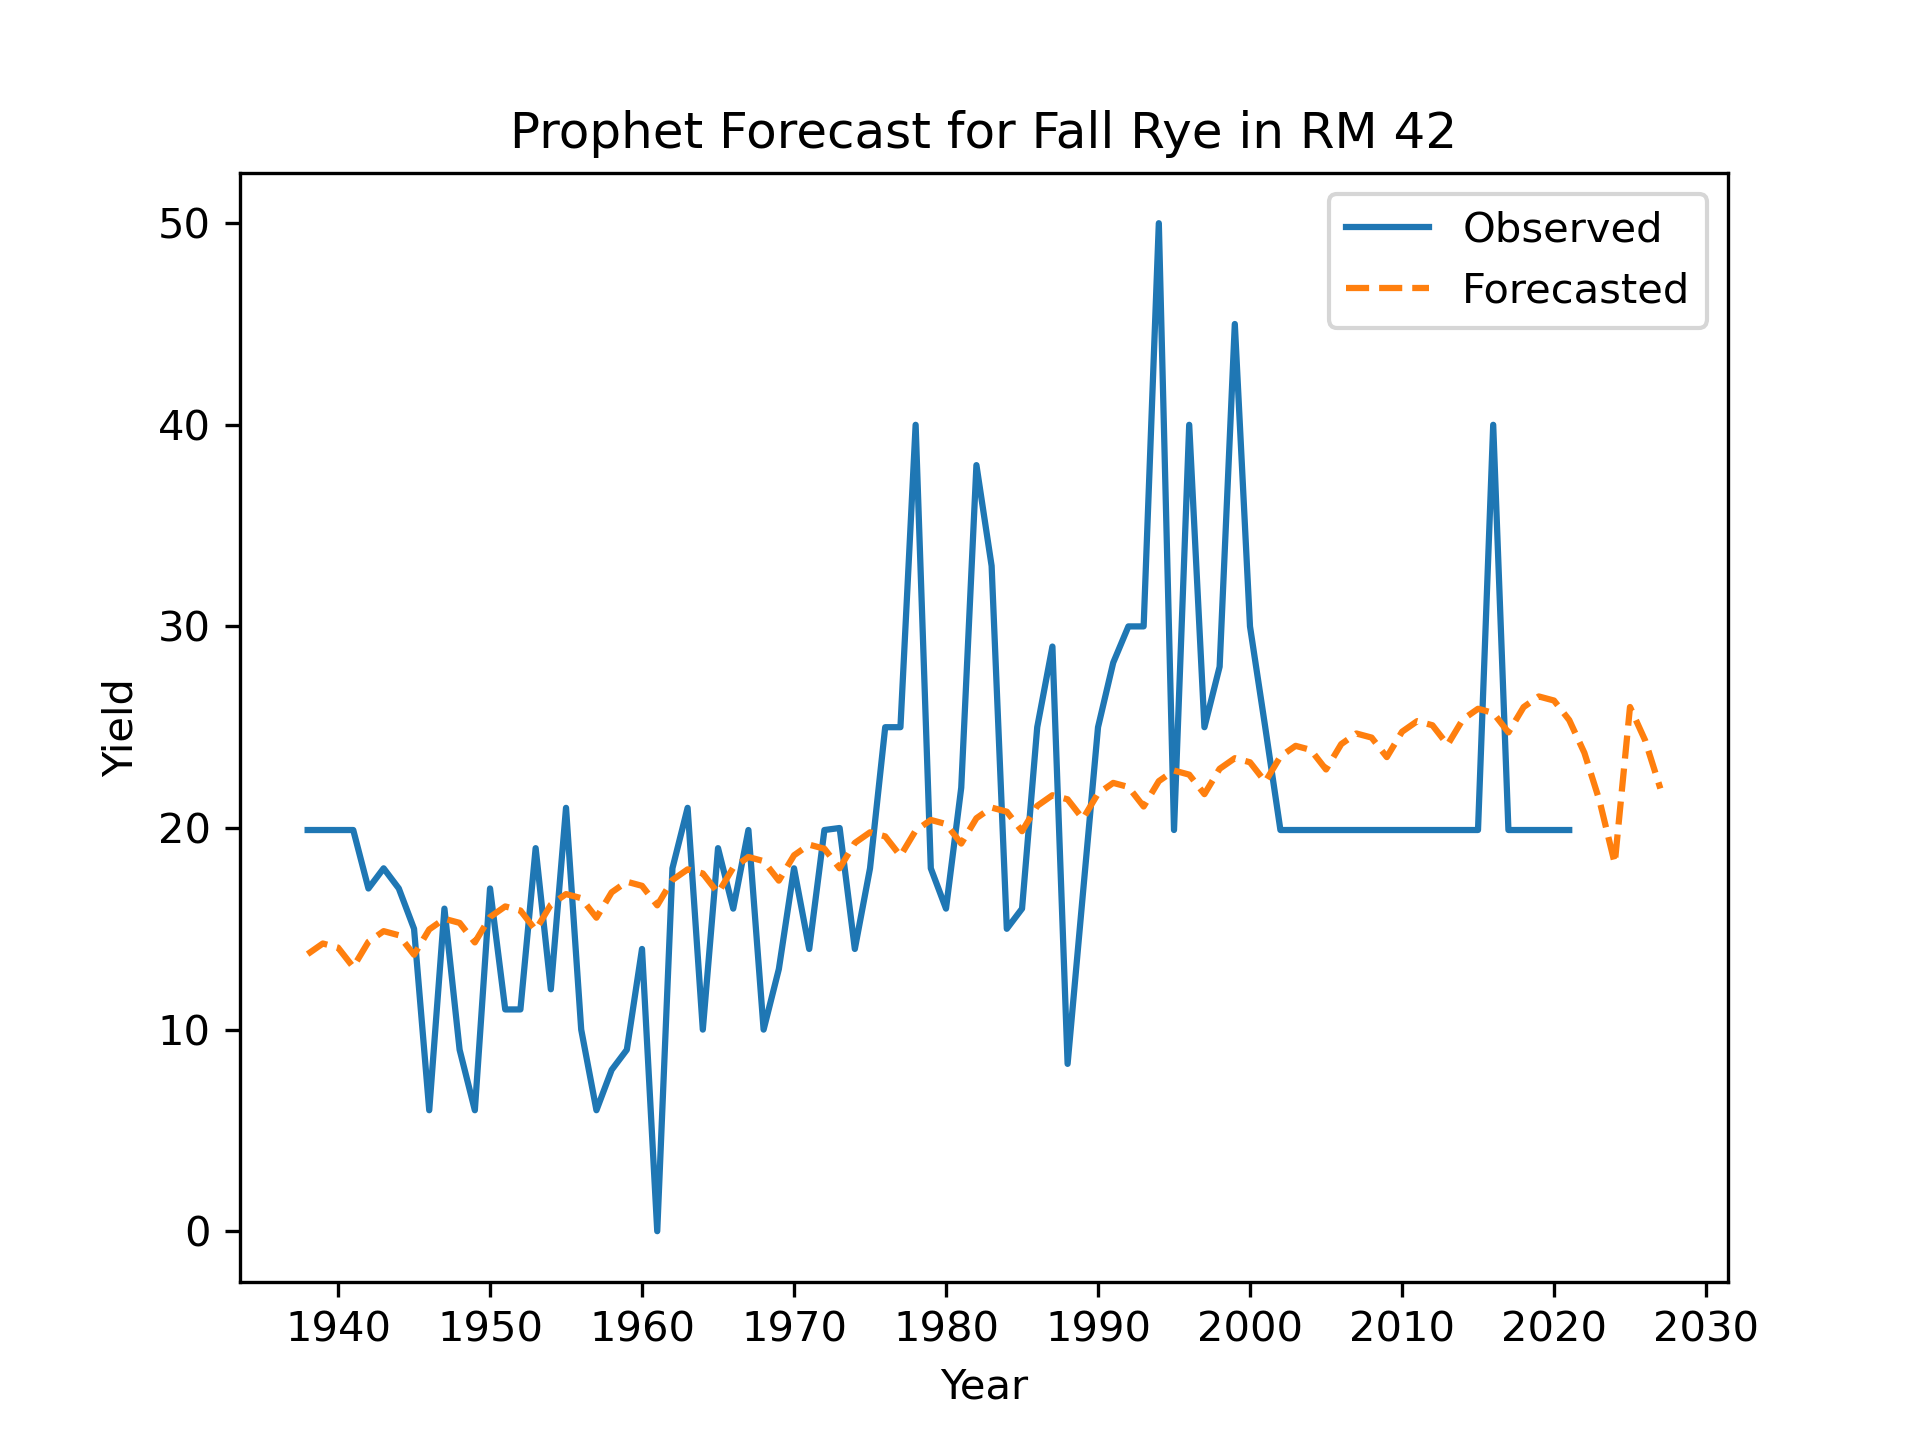 Prophet Forecast for Fall Rye in RM 42
Observed
Forecasted
50
40
30
20
10
0
Yield
1940 1950 1960 1970 1980 1990 2000 2010 2020 2030
Year